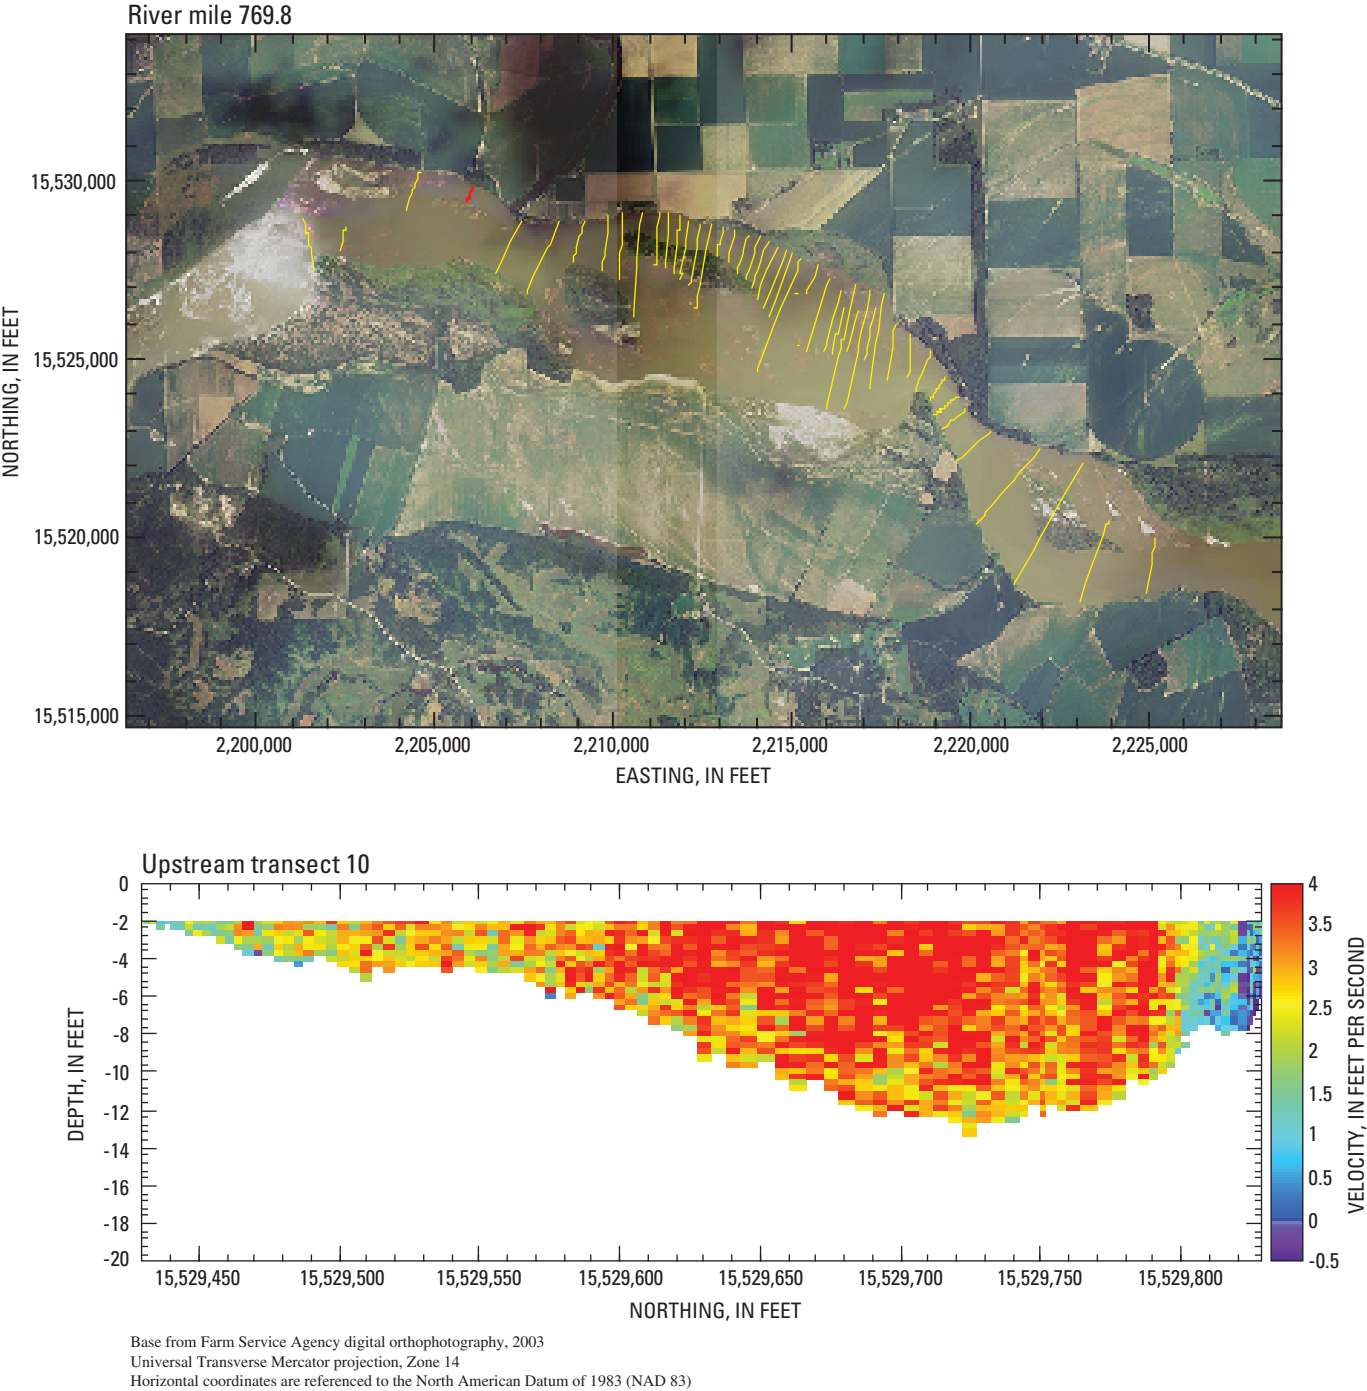 River mile 769.8
15,530,000
15,525,000
15,520,000
15,515,000
NORTHING, IN FEET
2,200,000 2,205,000 2,210,000 2,215,000 2,220,000 2,225,000
EASTING, IN FEET
Upstream transect 10
0
-2
-4
-6
-8
-10
-12
-14
-16
-18
-20
DEPTH, IN FEET
15,529,450 15,529,500 15,529,550 15,529,600 15,529,650 15,529,700 15,529,750 15,529,800
NORTHING, IN FEET
4
3.5
3
2.5
2
1.5
1
0.5
0
-0.5
VELOCITY, IN FEET PER SECOND
Base from Farm Service Agency digital orthophotography, 2003
Universal Transverse Mercator projection, Zone 14
Horizontal coordinates are referenced to the North American Datum of 1983 (NAD 83)